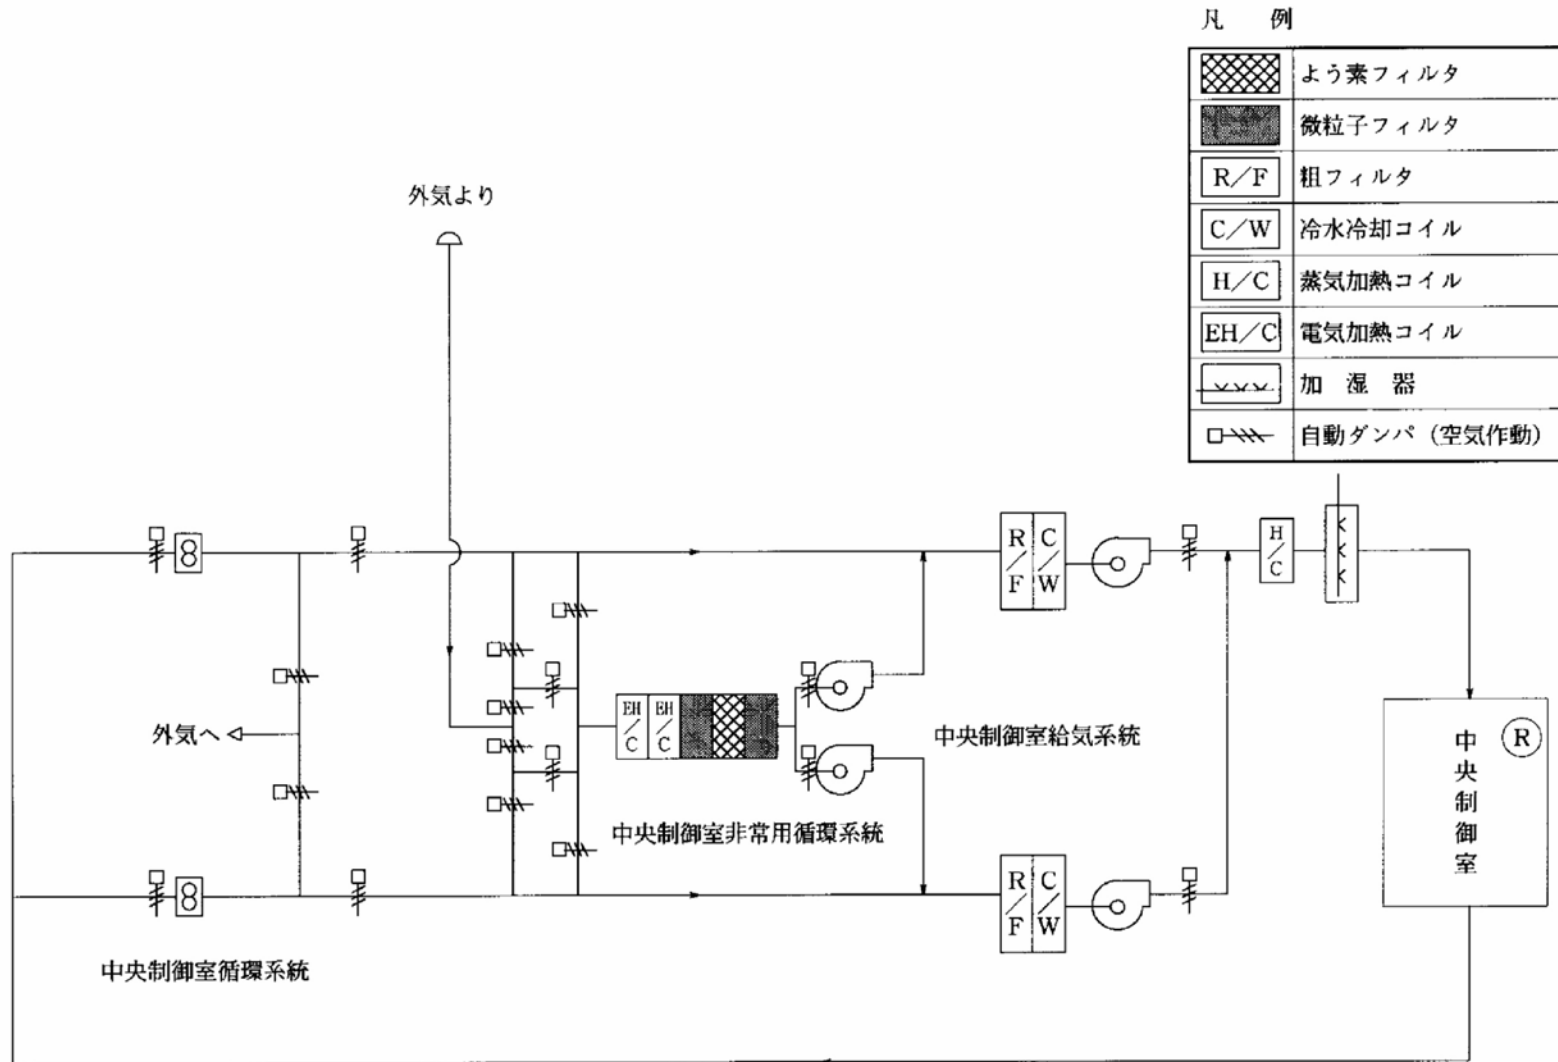 凡 例
よう素フィルタ
微粒子フィルタ
R/F 粗フィルタ
C/W 冷水冷却コイル
H/C 蒸気加熱コイル
EH/C 電気加熱コイル
加 湿 器
自動ダンパ (空気作動)
外気より
R/F
C/W
H/C
外気へ
EH/C
EH/C
中央制御室給気系統
中央制御室
R
中央制御室非常用循環系統
R/F
C/W
中央制御室循環系統